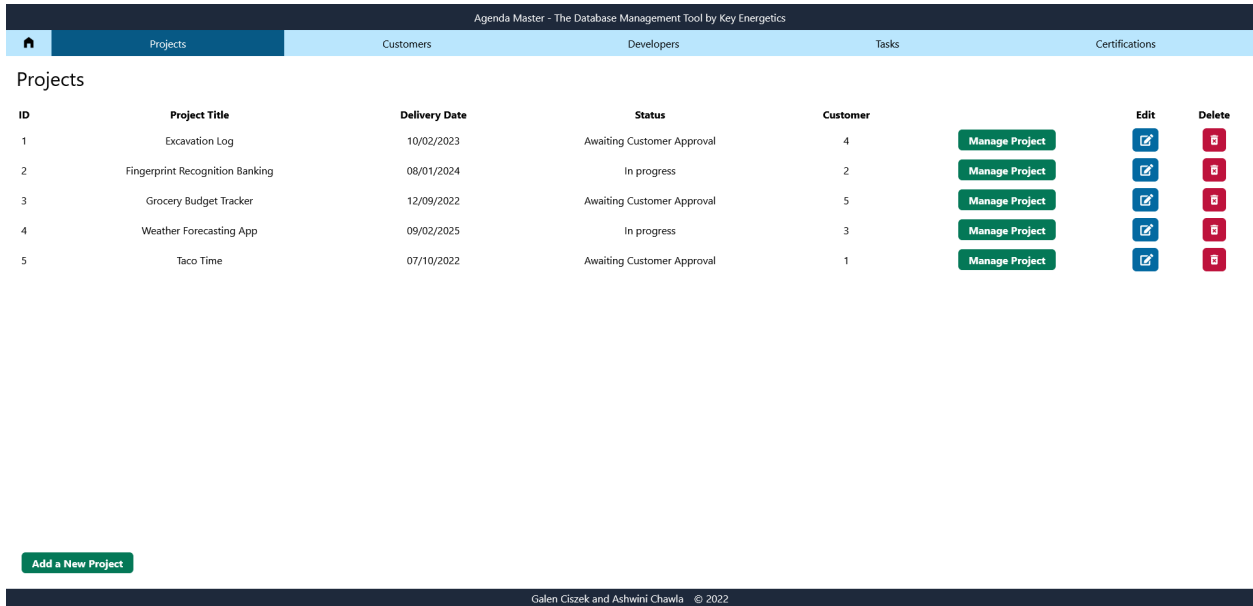 Agenda Master - The Database Management Tool by Key Energetics
Projects Customers Developers Tasks Certifications
Projects
ID Project Title Delivery Date Status Customer Edit Delete
1 Excavation Log 10/02/2023 Awaiting Customer Approval 4 Manage Project
2 Fingerprint Recognition Banking 08/01/2024 In progress 2 Manage Project
3 Grocery Budget Tracker 12/09/2022 Awaiting Customer Approval 5 Manage Project
4 Weather Forecasting App 09/02/2025 In progress 3 Manage Project
5 Taco Time 07/10/2022 Awaiting Customer Approval 1 Manage Project
Add a New Project
Galen Ciszek and Ashwini Chawla © 2022